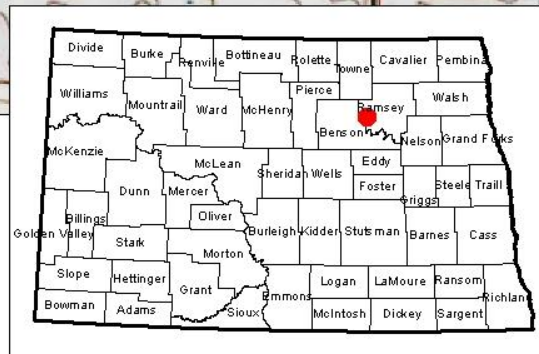 Divide Burke Renville Bottineau Rolette Towne Cavalier Pembina
Williams Mountrail Ward McHenry Pierce Ramsey Walsh
Benson Nelson Grand Forks
McKenzie McLean Sheridan Wells Eddy
Foster Griggs Steele Traill
Dunn Mercer
Oliver
Golden Valley Billings Stark Morton Burleigh Kidder Stutsman Barnes Cass
Slope Hettinger Grant Emmons Logan LaMoure Ransom Richlan
Bowman Adams Sioux McIntosh Dickey Sargent